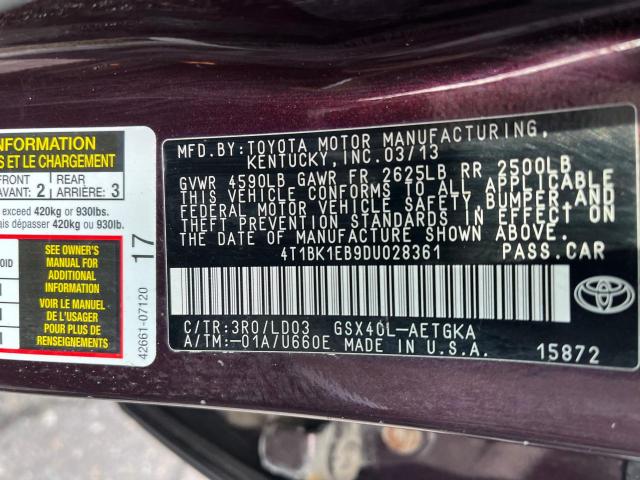 INFORMATION
S ET LE CHARGEMENT
FRONT
AVANT: 2
REAR
ARRIÈRE: 3
exceed 420kg or 930lbs.
dépasser 420kg ou 930lb.
SEE OWNER'S
MANUAL FOR
ADDITIONAL
INFORMATION
VOIR LE MANUEL
DE L'USAGER
POUR PLUS DE
RENSEIGNEMENTS
17
42661-07120
MFD.BY:TOYOTA MOTOR MANUFACTURING,
KENTUCKY,INC.03/13
GVWR 4590LB GAWR FR 2625LB RR 2500LB
THIS VEHICLE CONFORMS TO ALL APPLICABLE
FEDERAL MOTOR VEHICLE SAFETY,BUMPER,AND
THEFT PREVENTION STANDARDS IN EFFECT ON
THE DATE OF MANUFACTURE SHOWN ABOVE.
4T1BK1EB9DU028361 PASS.CAR
C/TR:3R0/LD03 GSX40L-AETGKA
A/TM:-01A/U660E MADE IN U.S.A.
15872